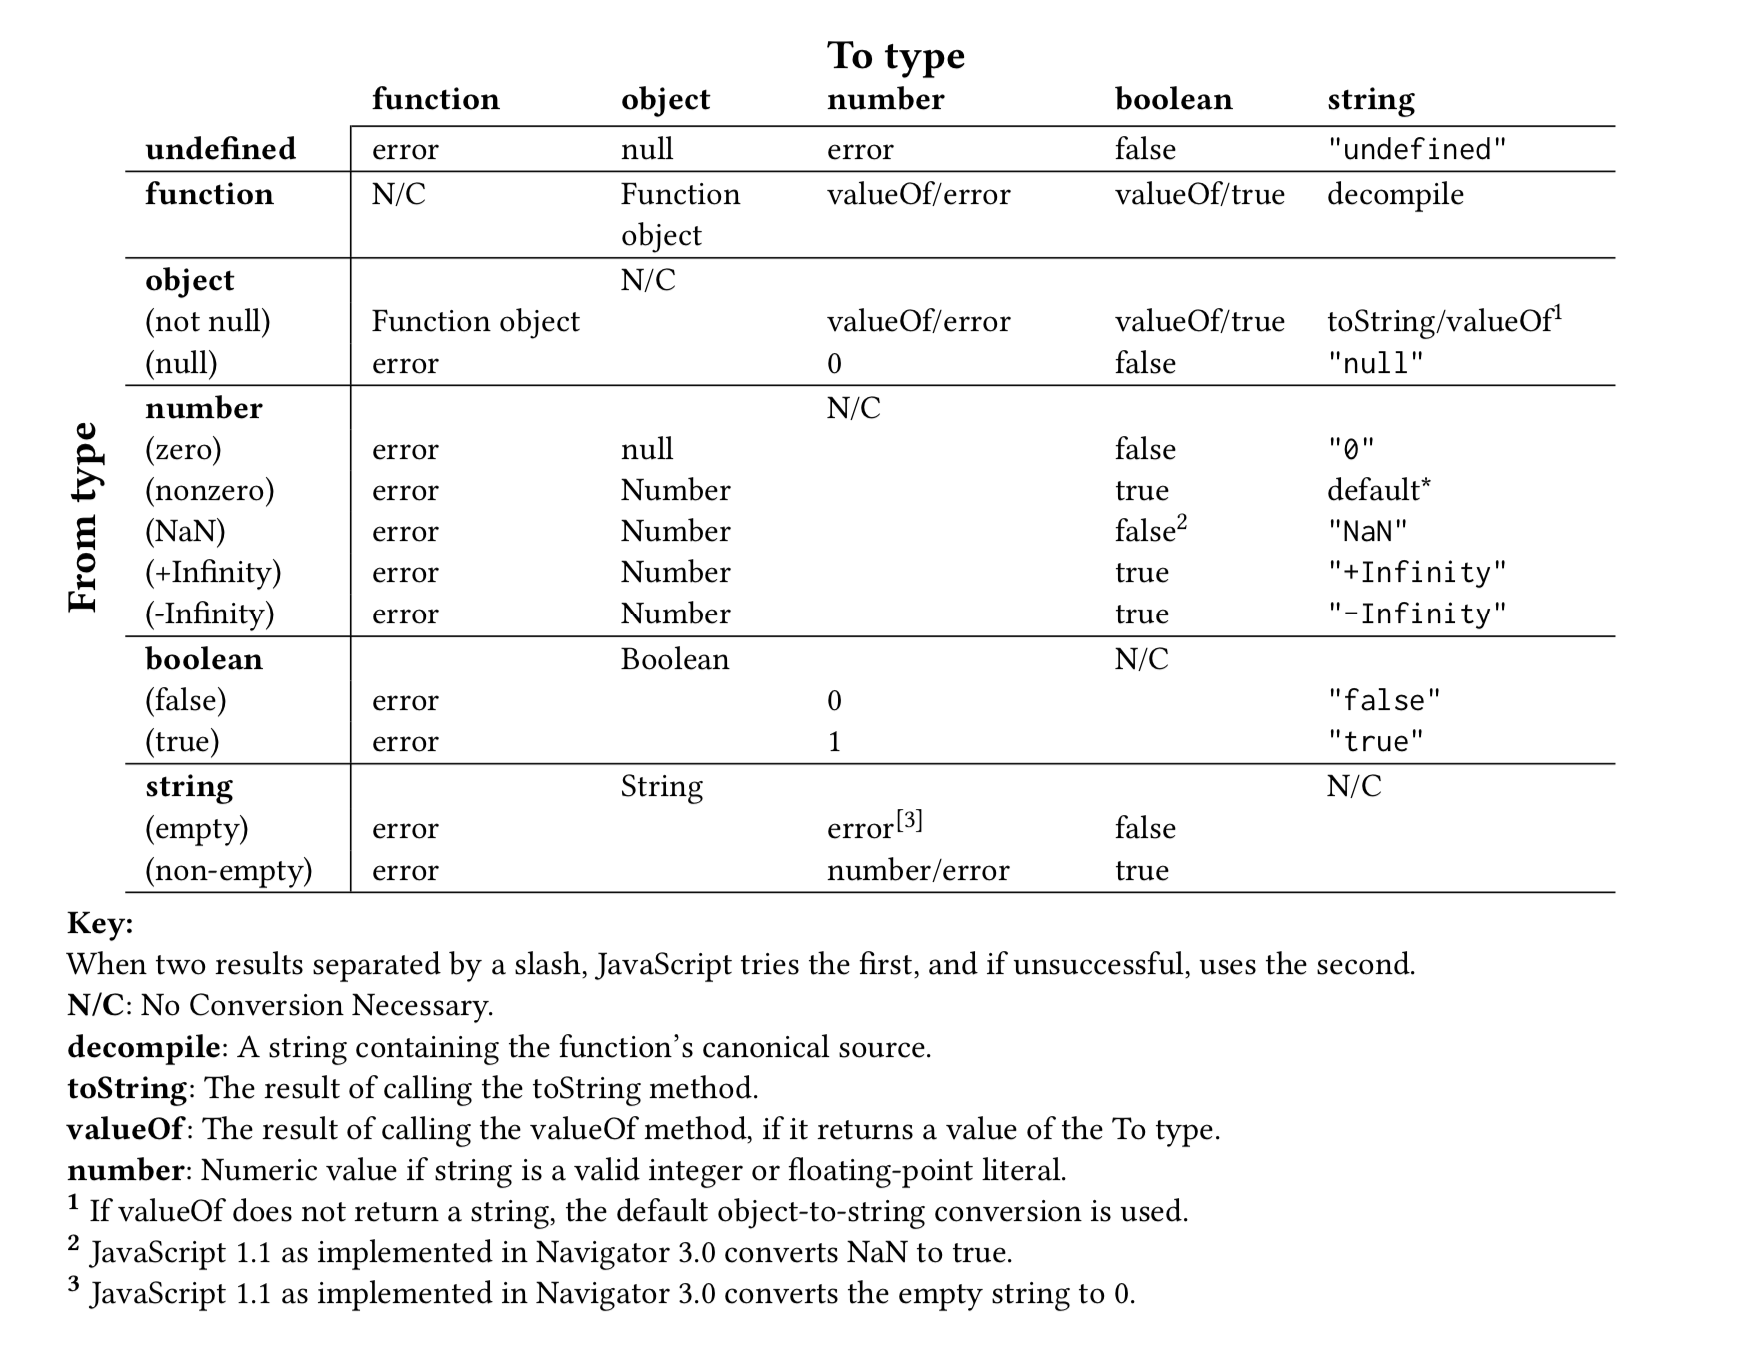 To type
function object number boolean string
undefined error null error false "undefined"
function N/C Function valueOf/error valueOf/true decompile
object
object N/C
(not null) Function object valueOf/error valueOf/true toString/valueOf¹
(null) error 0 false "null"
From type
number N/C
(zero) error null false "0"
(nonzero) error Number true default*
(NaN) error Number false² "NaN"
(+Infinity) error Number true "+Infinity"
(-Infinity) error Number true "-Infinity"
boolean Boolean N/C
(false) error 0 "false"
(true) error 1 "true"
string String N/C
(empty) error error[3] false
(non-empty) error number/error true
Key:
When two results separated by a slash, JavaScript tries the first, and if unsuccessful, uses the second.
N/C: No Conversion Necessary.
decompile: A string containing the function’s canonical source.
toString: The result of calling the toString method.
valueOf: The result of calling the valueOf method, if it returns a value of the To type.
number: Numeric value if string is a valid integer or floating-point literal.
¹ If valueOf does not return a string, the default object-to-string conversion is used.
² JavaScript 1.1 as implemented in Navigator 3.0 converts NaN to true.
³ JavaScript 1.1 as implemented in Navigator 3.0 converts the empty string to 0.